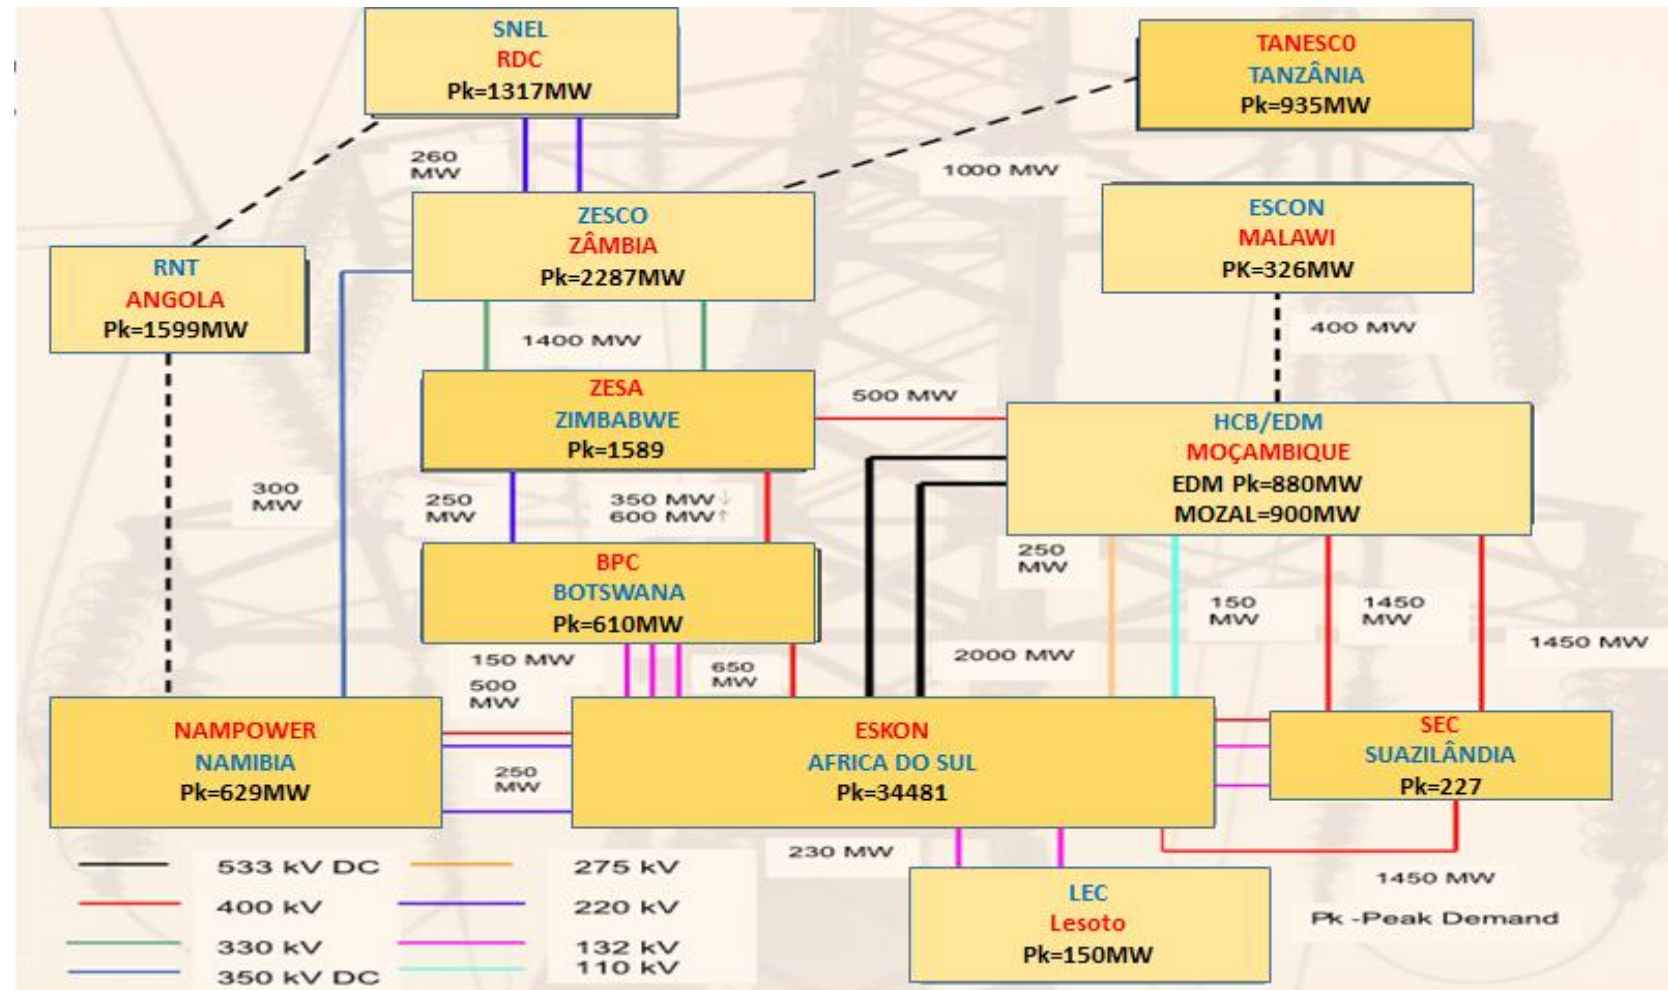 SNEL
RDC
Pk=1317MW
TANESC0
TANZÂNIA
Pk=935MW
260
MW
1000 MW
ZESCO
ZÂMBIA
Pk=2287MW
ESCON
MALAWI
PK=326MW
RNT
ANGOLA
Pk=1599MW
1400 MW
400 MW
ZESA
ZIMBABWE
Pk=1589
500 MW
HCB/EDM
MOÇAMBIQUE
EDM Pk=880MW
MOZAL=900MW
300
MW
250
MW
350 MW↓
600 MW↑
BPC
BOTSWANA
Pk=610MW
250
MW
150
MW
1450
MW
1450 MW
150 MW
500
MW
650
MW
2000 MW
NAMPOWER
NAMIBIA
Pk=629MW
250
MW
ESKON
AFRICA DO SUL
Pk=34481
SEC
SUAZILÂNDIA
Pk=227
230 MW
LEC
Lesoto
Pk=150MW
1450 MW
Pk -Peak Demand
533 kV DC
400 kV
330 kV
350 kV DC
275 kV
220 kV
132 kV
110 kV